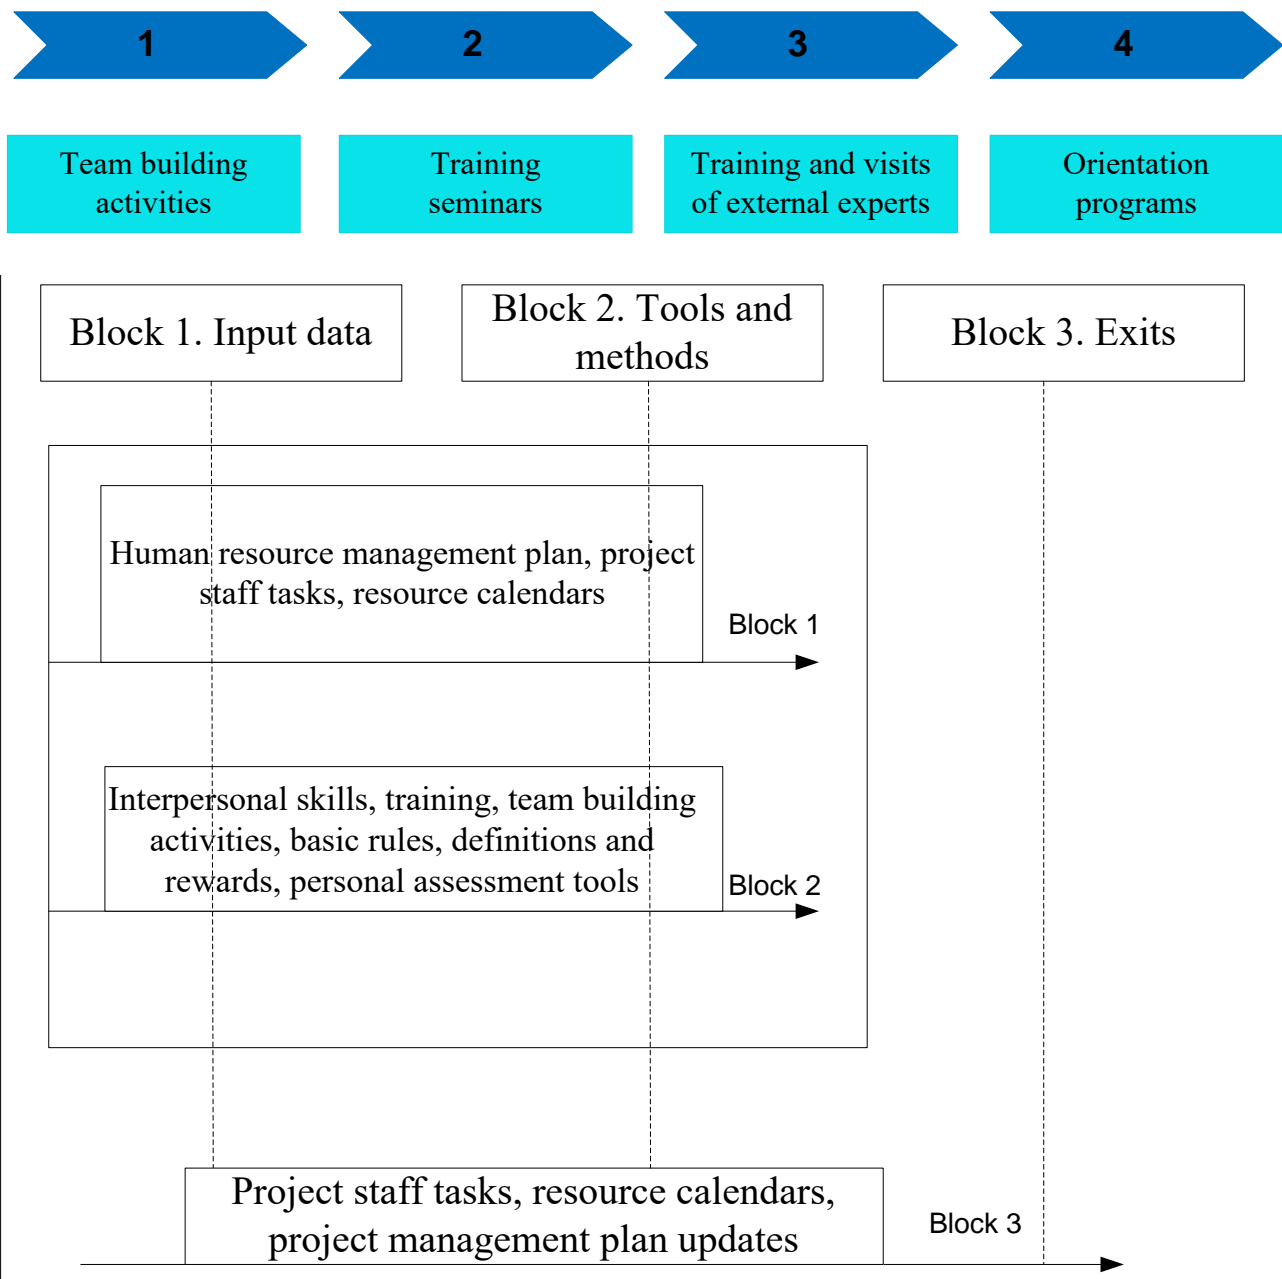 1
2
3
4
Team building
activities
Training
seminars
Training and visits
of external experts
Orientation
programs
Block 1. Input data
Block 2. Tools and
methods
Block 3. Exits
Human resource management plan, project
staff tasks, resource calendars
Block 1
Interpersonal skills, training, team building
activities, basic rules, definitions and
rewards, personal assessment tools
Block 2
Project staff tasks, resource calendars,
project management plan updates
Block 3